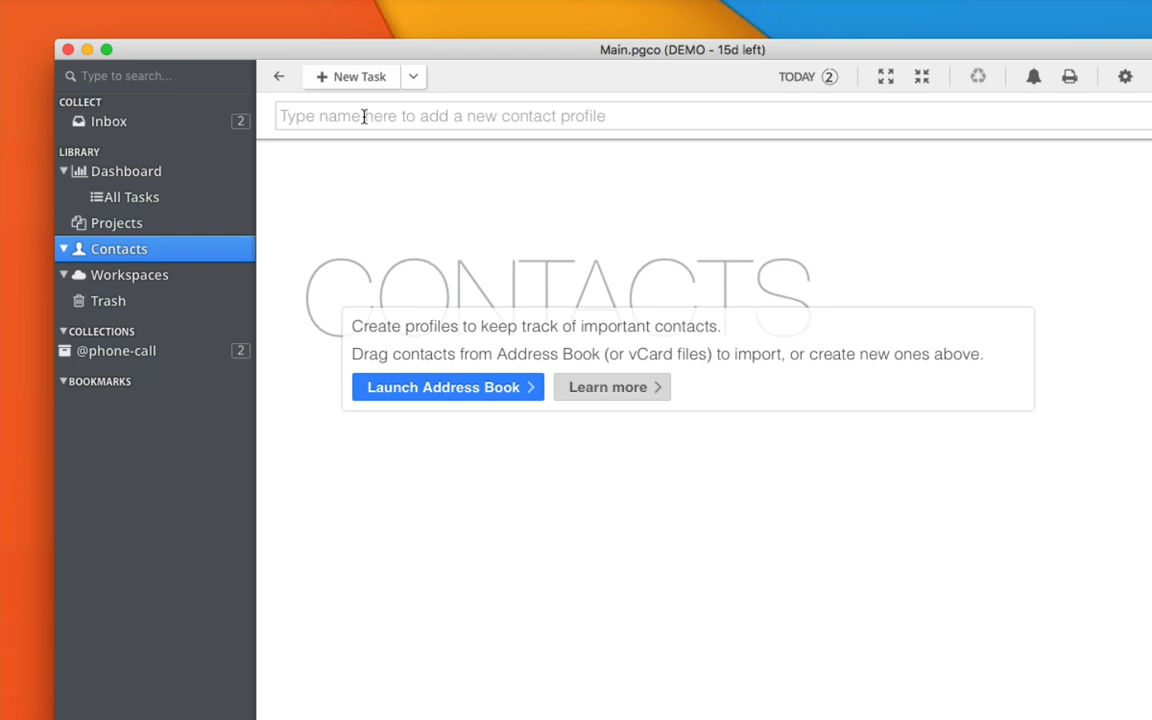 Main.pgco (DEMO - 15d left)
Type to search...
New Task
TODAY 2
COLLECT
Inbox 2
LIBRARY
Dashboard
All Tasks
Projects
Contacts
Workspaces
Trash
COLLECTIONS
@phone-call 2
BOOKMARKS
Type name here to add a new contact profile
CONTACTS
Create profiles to keep track of important contacts.
Drag contacts from Address Book (or vCard files) to import, or create new ones above.
Launch Address Book
Learn more